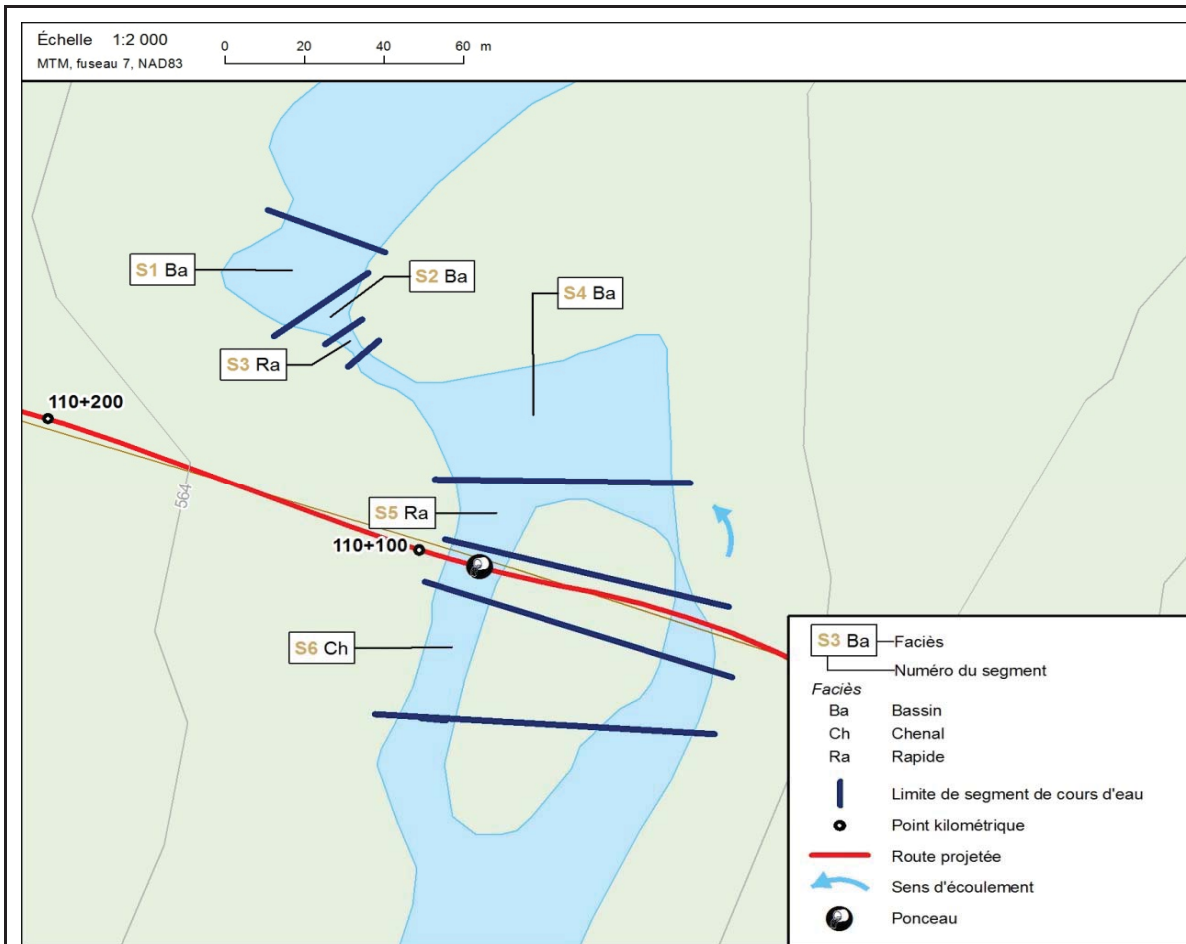 Échelle 1:2 000
0 20 40 60 m
MTM, fuseau 7, NAD83
S1 Ba
S2 Ba
S4 Ba
S3 Ra
110+200
564
S5 Ra
110+100
S6 Ch
S3 Ba Faciès
Numéro du segment
Faciès
Ba Bassin
Ch Chenal
Ra Rapide
Limite de segment de cours d'eau
Point kilométrique
Route projetée
Sens d'écoulement
Ponceau